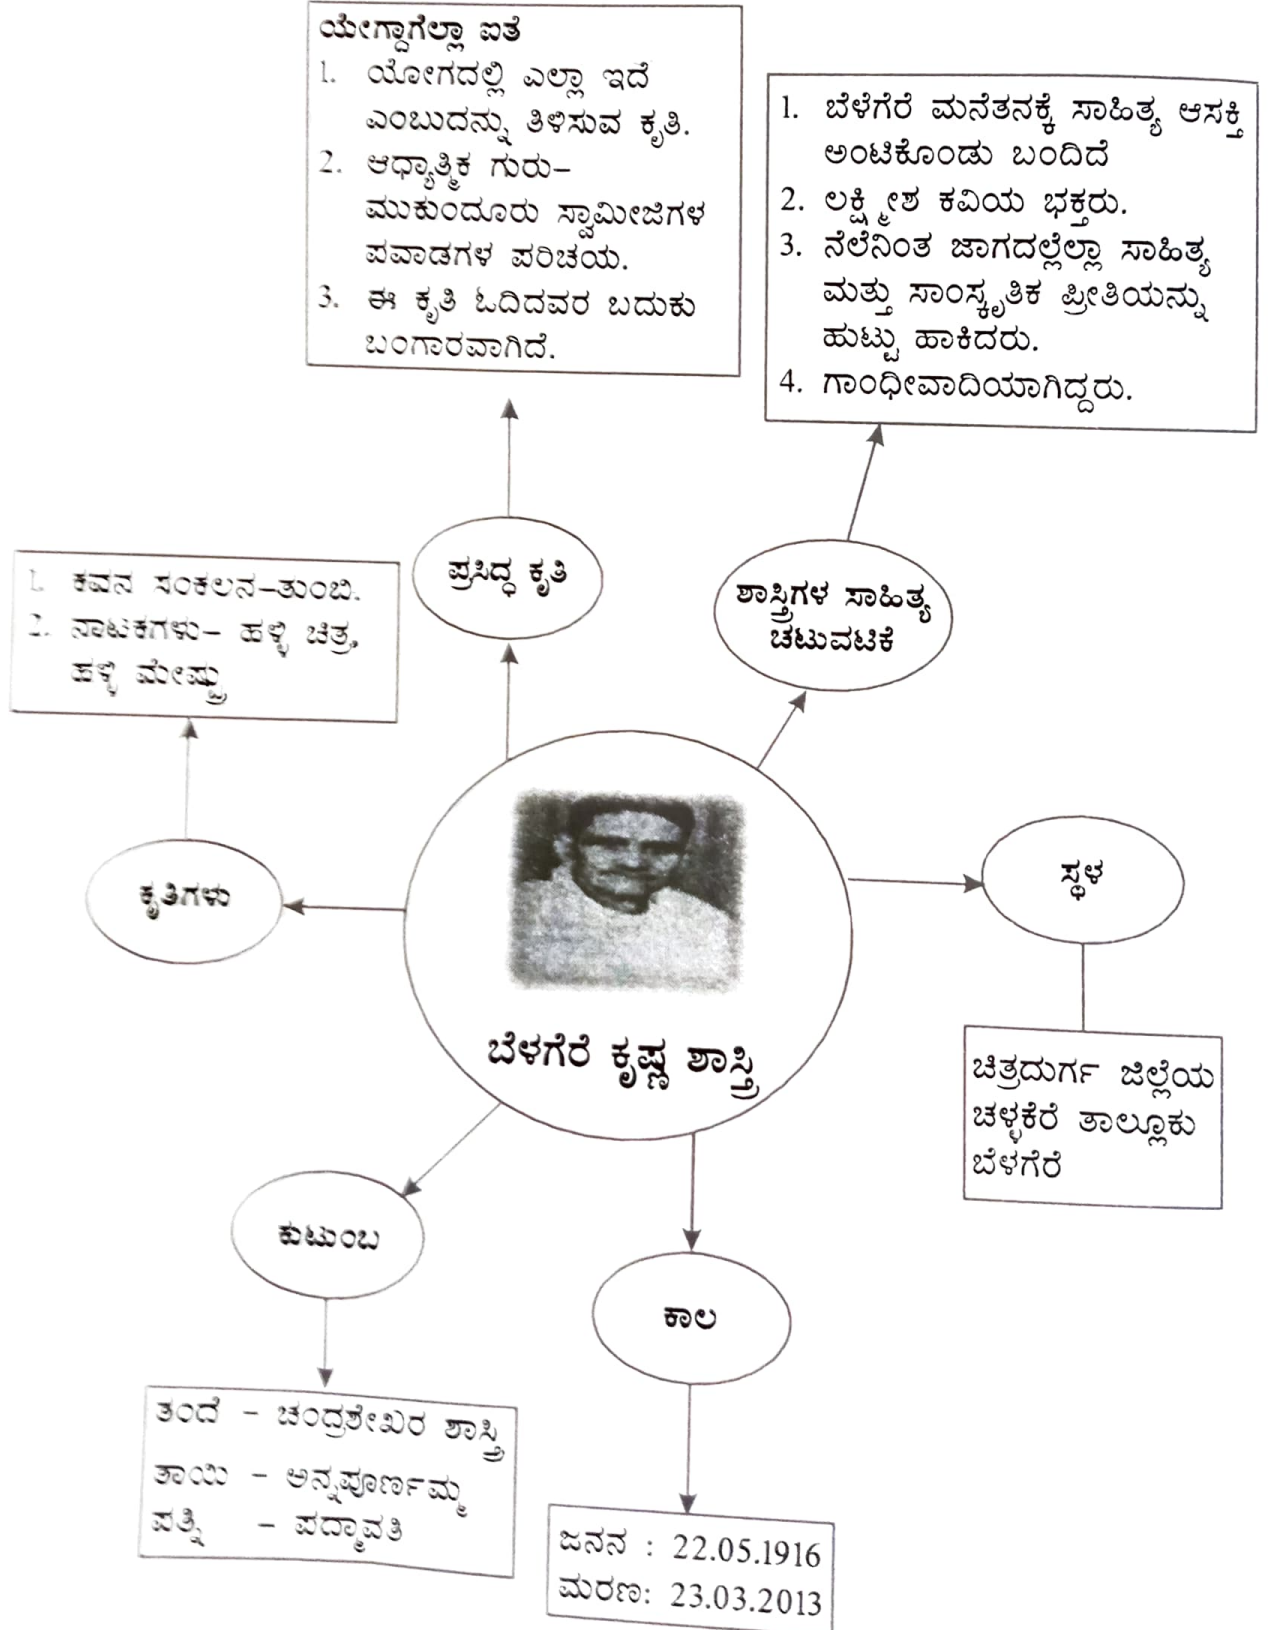 ಯೇಗ್ದಾಗೆಲ್ಲಾ ಐತೆ
1. ಯೋಗದಲ್ಲಿ ಎಲ್ಲಾ ಇದೆ
ಎಂಬುದನ್ನು ತಿಳಿಸುವ ಕೃತಿ.
2. ಆಧ್ಯಾತ್ಮಿಕ ಗುರು–
ಮುಕುಂದೂರು ಸ್ವಾಮೀಜಿಗಳ
ಪವಾಡಗಳ ಪರಿಚಯ.
3. ಈ ಕೃತಿ ಓದಿದವರ ಬದುಕು
ಬಂಗಾರವಾಗಿದೆ.
1. ಬೆಳೆಗೆರೆ ಮನೆತನಕ್ಕೆ ಸಾಹಿತ್ಯ ಆಸಕ್ತಿ
ಅಂಟಿಕೊಂಡು ಬಂದಿದೆ
2. ಲಕ್ಷ್ಮೀಶ ಕವಿಯ ಭಕ್ತರು.
3. ನೆಲೆನಿಂತ ಜಾಗದಲ್ಲೆಲ್ಲಾ ಸಾಹಿತ್ಯ
ಮತ್ತು ಸಾಂಸ್ಕೃತಿಕ ಪ್ರೀತಿಯನ್ನು
ಹುಟ್ಟು ಹಾಕಿದರು.
4. ಗಾಂಧೀವಾದಿಯಾಗಿದ್ದರು.
ಪ್ರಸಿದ್ಧ ಕೃತಿ
ಶಾಸ್ತ್ರಿಗಳ ಸಾಹಿತ್ಯ
ಚಟುವಟಿಕೆ
1. ಕವನ ಸಂಕಲನ–ತುಂಬಿ.
2. ನಾಟಕಗಳು– ಹಳ್ಳಿ ಚಿತ್ರ,
ಹಳ್ಳಿ ಮೇಷ್ಟ್ರು
ಕೃತಿಗಳು
ಸ್ಥಳ
ಬೆಳಗೆರೆ ಕೃಷ್ಣ ಶಾಸ್ತ್ರಿ
ಚಿತ್ರದುರ್ಗ ಜಿಲ್ಲೆಯ
ಚಳ್ಳಕೆರೆ ತಾಲ್ಲೂಕು
ಬೆಳಗೆರೆ
ಕುಟುಂಬ
ಕಾಲ
ತಂದೆ – ಚಂದ್ರಶೇಖರ ಶಾಸ್ತ್ರಿ
ತಾಯಿ – ಅನ್ನಪೂರ್ಣಮ್ಮ
ಪತ್ನಿ – ಪದ್ಮಾವತಿ
ಜನನ : 22.05.1916
ಮರಣ: 23.03.2013